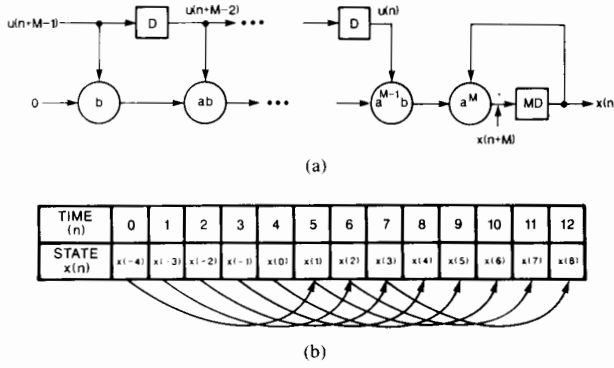 u(n+M-1) D u(n+M-2) ••• D u(n)
0 b ab ••• a^{M-1}b a^M MD x(n
x(n+M)
(a)
TIME (n) 0 1 2 3 4 5 6 7 8 9 10 11 12
STATE x(n) x(-4) x(-3) x(-2) x(-1) x(0) x(1) x(2) x(3) x(4) x(5) x(6) x(7) x(8)
(b)